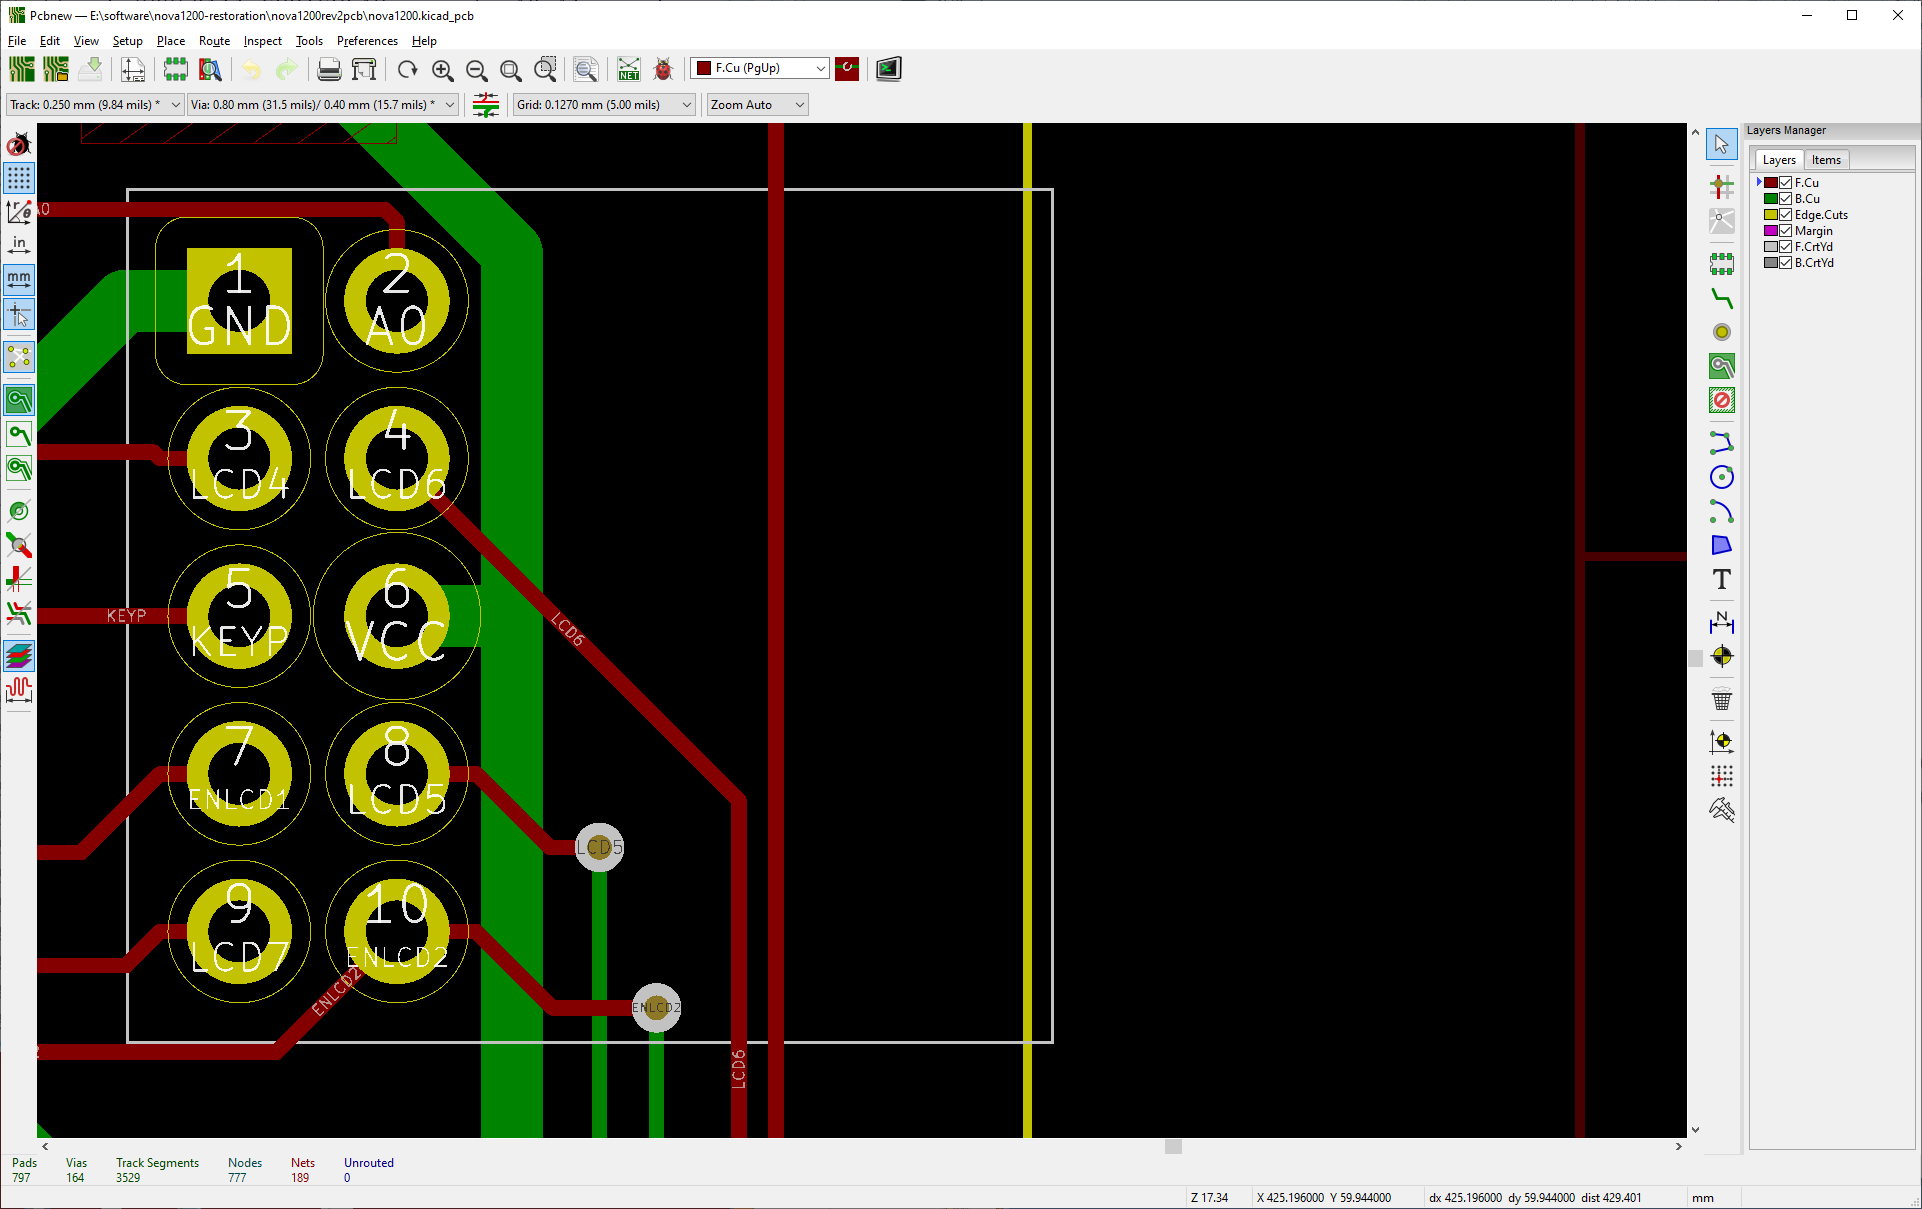 Pcbnew — E:\software\nova1200-restoration\nova1200rev2pcb\nova1200.kicad_pcb
File Edit View Setup Place Route Inspect Tools Preferences Help
NET
F.Cu (PgUp)
Track: 0.250 mm (9.84 mils) *
Via: 0.80 mm (31.5 mils)/ 0.40 mm (15.7 mils) *
Grid: 0.1270 mm (5.00 mils)
Zoom Auto
in
mm
Layers Manager
Layers Items
F.Cu
B.Cu
Edge.Cuts
Margin
F.CrtYd
B.CrtYd
T
N
1
GND
2
A0
3
LCD4
4
LCD6
5
KEYP
KEYP
6
VCC
LCD6
7
ENLCD1
8
LCD5
LCD5
9
LCD7
10
ENLCD2
ENLCD2
ENLCD2
LCD6
Pads Vias Track Segments Nodes Nets Unrouted
797 164 3529 777 189 0
Z 17.34 X 425.196000 Y 59.944000 dx 425.196000 dy 59.944000 dist 429.401 mm